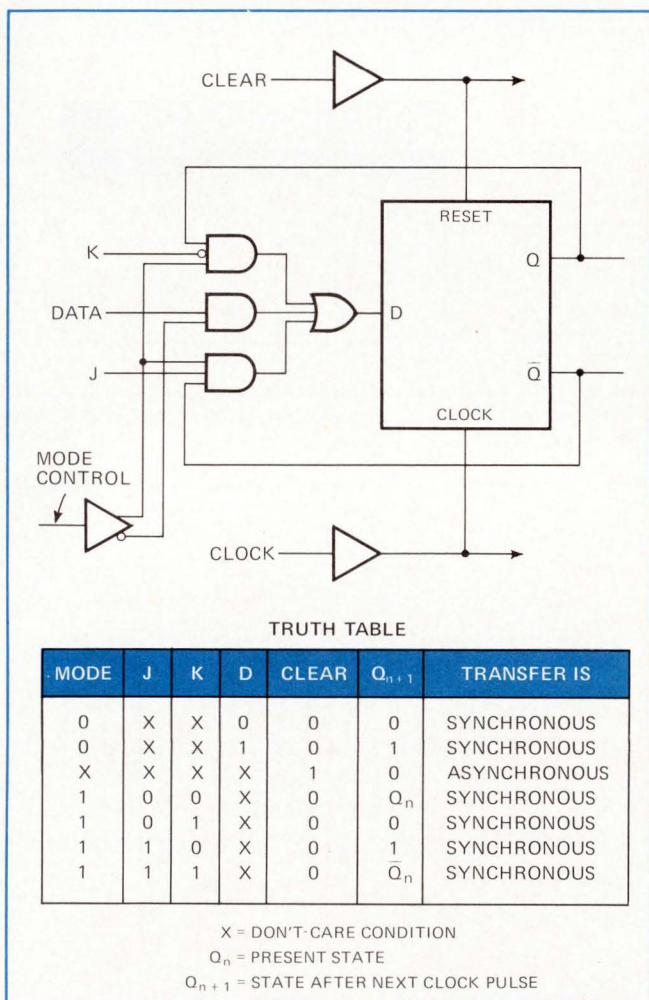 CLEAR
RESET
K
Q
DATA
D
J
Q̅
CLOCK
MODE
CONTROL
CLOCK
TRUTH TABLE
MODE J K D CLEAR Qn+1 TRANSFER IS
0 X X 0 0 0 SYNCHRONOUS
0 X X 1 0 1 SYNCHRONOUS
X X X X 1 0 ASYNCHRONOUS
1 0 0 X 0 Qn SYNCHRONOUS
1 0 1 X 0 0 SYNCHRONOUS
1 1 0 X 0 1 SYNCHRONOUS
1 1 1 X 0 Q̅n SYNCHRONOUS
X = DON'T-CARE CONDITION
Qn = PRESENT STATE
Qn+1 = STATE AFTER NEXT CLOCK PULSE